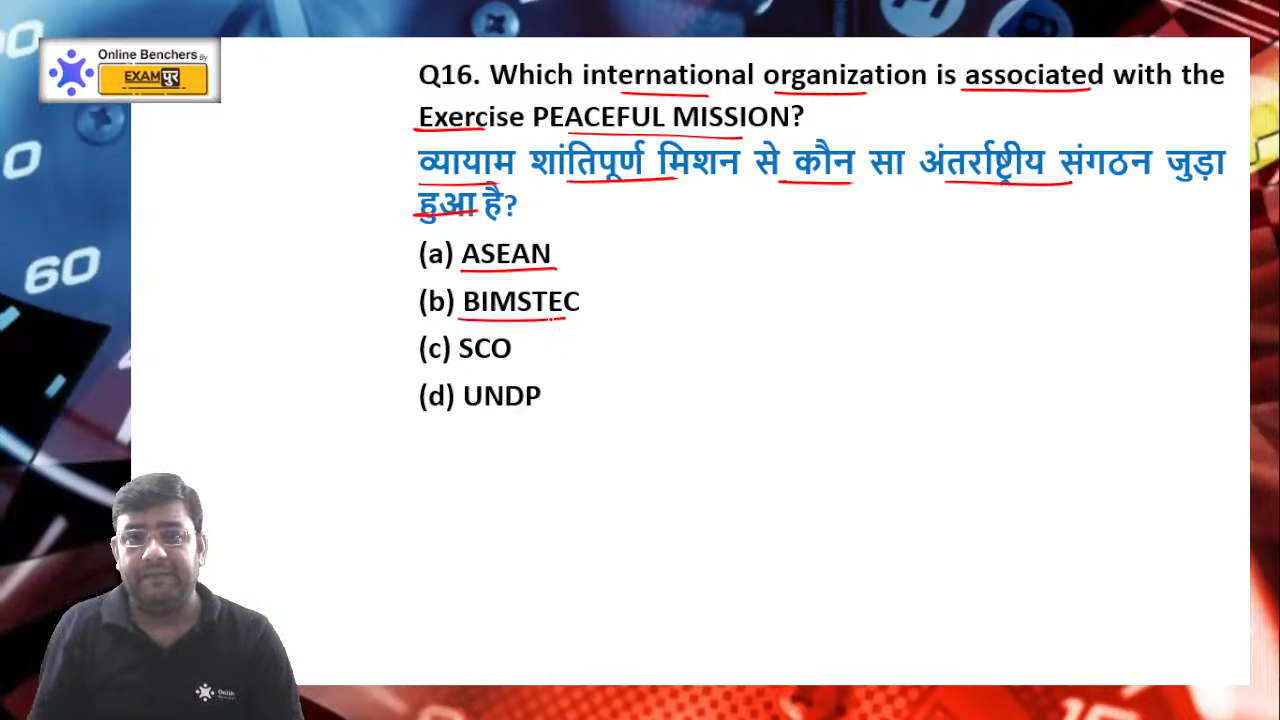 Online Benchers By
EXAMपुर
Q16. Which international organization is associated with the
Exercise PEACEFUL MISSION?
व्यायाम शांतिपूर्ण मिशन से कौन सा अंतर्राष्ट्रीय संगठन जुड़ा
हुआ है?
(a) ASEAN
(b) BIMSTEC
(c) SCO
(d) UNDP
60